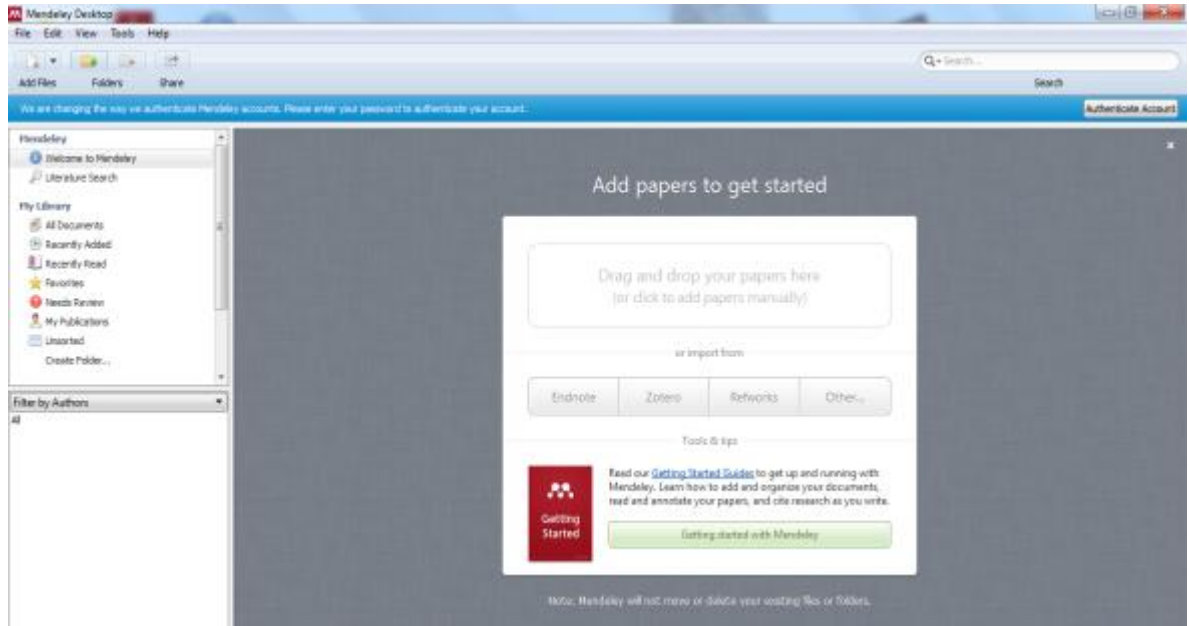 Mendeley Desktop
File Edit View Tools Help
Search...
Add Files Folders Share Search
We are changing the way we authenticate Mendeley accounts. Please enter your password to authenticate your account.
Authenticate Account
Mendeley
Welcome to Mendeley
Literature Search
My Library
All Documents
Recently Added
Recently Read
Favorites
Needs Review
My Publications
Unsorted
Create Folder...
Filter by Authors
All
Add papers to get started
Drag and drop your papers here
(or click to add papers manually)
or import from
Endnote Zotero Refworks Other...
Tools & tips
Getting
Started
Read our Getting Started Guides to get up and running with
Mendeley. Learn how to add and organise your documents,
read and annotate your papers, and cite research as you write.
Getting started with Mendeley
Note: Mendeley will not move or delete your existing files or folders.